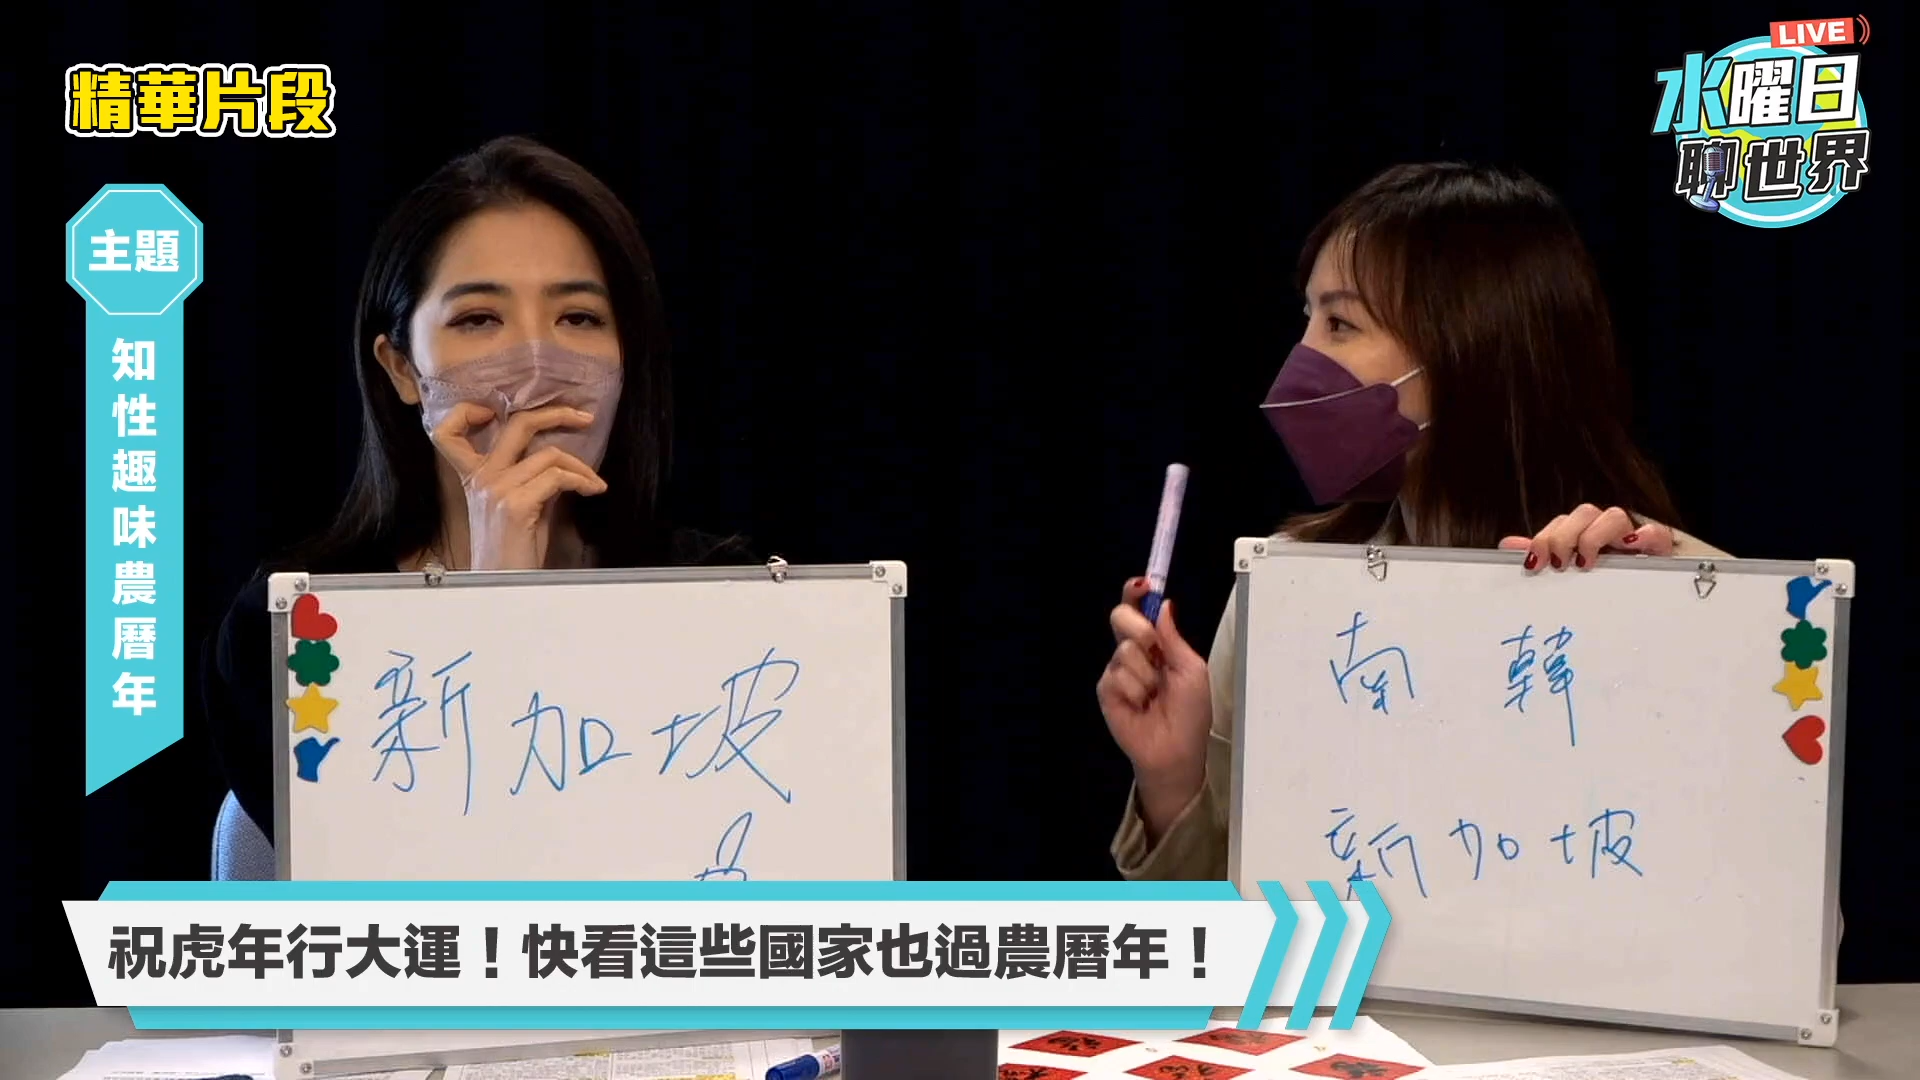 精華片段
主題
知性趣味農曆年
LIVE
水曜日
聊世界
新加坡
南韓
新加坡
祝虎年行大運！快看這些國家也過農曆年！